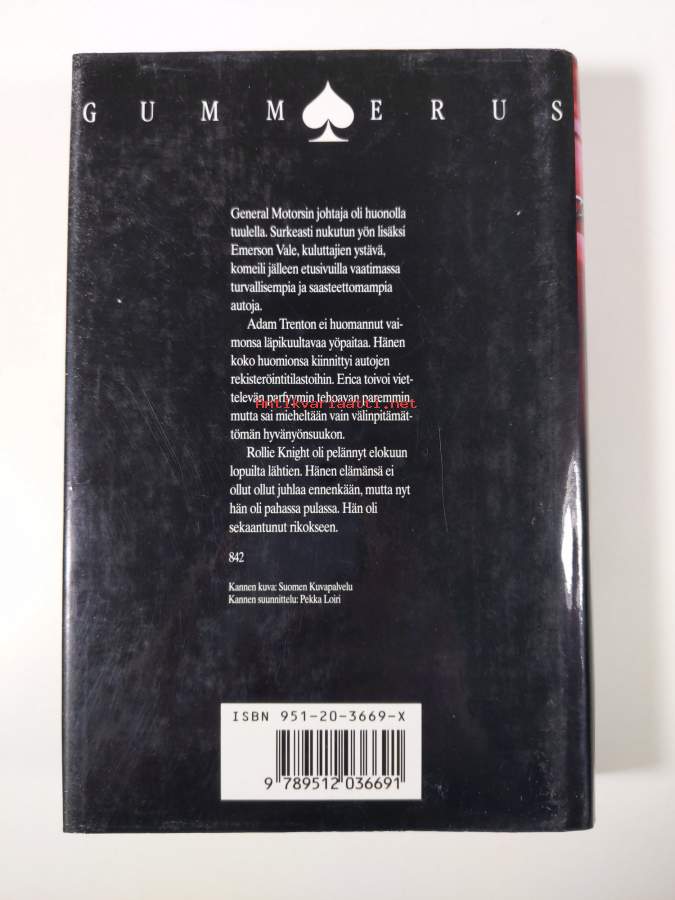 GUMMERUS
General Motorsin johtaja oli huonolla
tuulella. Surkeasti nukutun yön lisäksi
Emerson Vale, kuluttajien ystävä,
komeili jälleen etusivuilla vaatimassa
turvallisempia ja saasteettomampia
autoja.
Adam Trenton ei huomannut vai-
monsa läpikuultavaa yöpaitaa. Hänen
koko huomionsa kiinnittyi autojen
rekisteröintitilastoihin. Erica toivoi viet-
televän parfyymin tehoavan paremmin,
Antikvariaatti.net
mutta sai mieheltään vain välinpitämät-
tömän hyvänyönsuukon.
Rollie Knight oli pelännyt elokuun
lopuilta lähtien. Hänen elämänsä ei
ollut ollut juhlaa ennenkään, mutta nyt
hän oli pahassa pulassa. Hän oli
sekaantunut rikokseen.
842
Kannen kuva: Suomen Kuvapalvelu
Kannen suunnittelu: Pekka Loiri
ISBN 951-20-3669-X
9 789512 036691